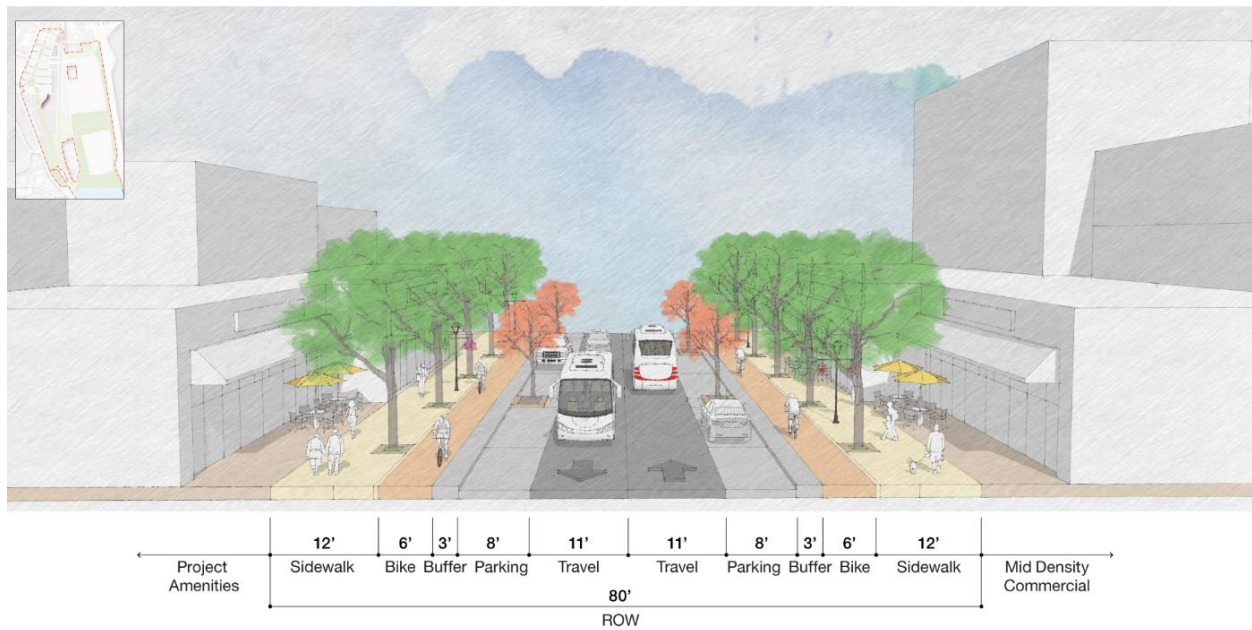 12' 6' 3' 8' 11' 11' 8' 3' 6' 12'
Project Amenities Sidewalk Bike Buffer Parking Travel Travel Parking Buffer Bike Sidewalk Mid Density Commercial
80'
ROW